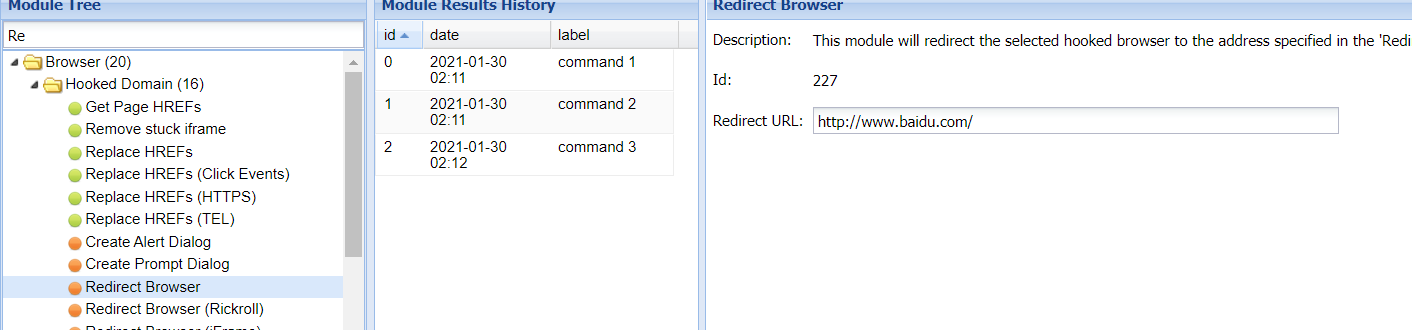 Module Tree
Re
Browser (20)
Hooked Domain (16)
Get Page HREFs
Remove stuck iframe
Replace HREFs
Replace HREFs (Click Events)
Replace HREFs (HTTPS)
Replace HREFs (TEL)
Create Alert Dialog
Create Prompt Dialog
Redirect Browser
Redirect Browser (Rickroll)
Redirect Browser (iFrame)
Module Results History
id date label
0 2021-01-30 02:11 command 1
1 2021-01-30 02:11 command 2
2 2021-01-30 02:12 command 3
Redirect Browser
Description: This module will redirect the selected hooked browser to the address specified in the 'Redi
Id: 227
Redirect URL: http://www.baidu.com/